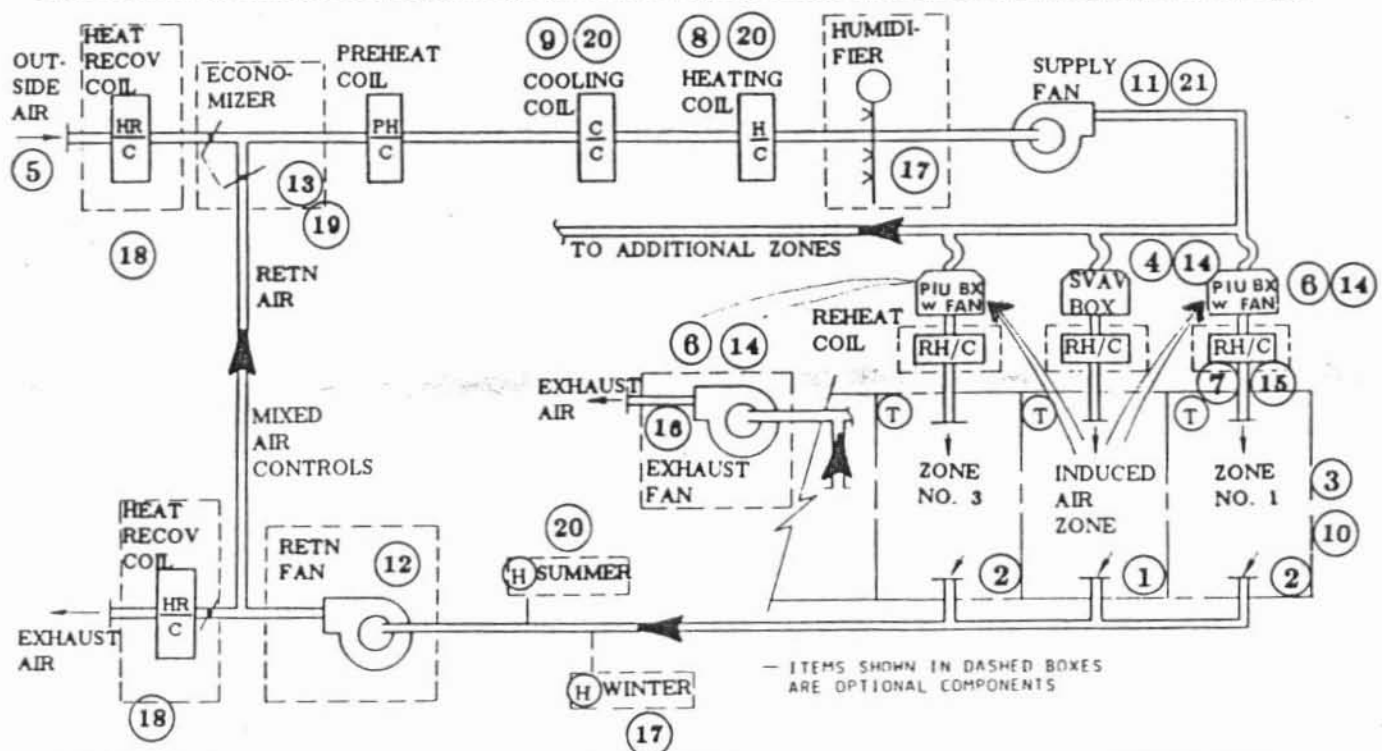 HEAT
RECOV
COIL
OUT-
SIDE
AIR
5
HR
C
18
ECONO-
MIZER
13
19
PREHEAT
COIL
PH
C
9 20
COOLING
COIL
C
C
8 20
HEATING
COIL
H
C
HUMIDI-
FIER
17
SUPPLY
FAN
11 21
TO ADDITIONAL ZONES
RETN
AIR
MIXED
AIR
CONTROLS
PIU BX
w FAN
4 14
SVAV
BOX
PIU BX
w FAN
6 14
REHEAT
COIL
RH/C
RH/C
RH/C
7 15
6 14
EXHAUST
AIR
16
EXHAUST
FAN
T
T
T
ZONE
NO. 3
INDUCED
AIR
ZONE
ZONE
NO. 1
3
10
2
1
2
HEAT
RECOV
COIL
HR
C
EXHAUST
AIR
18
RETN
FAN
12
20
H SUMMER
H WINTER
17
— ITEMS SHOWN IN DASHED BOXES
ARE OPTIONAL COMPONENTS